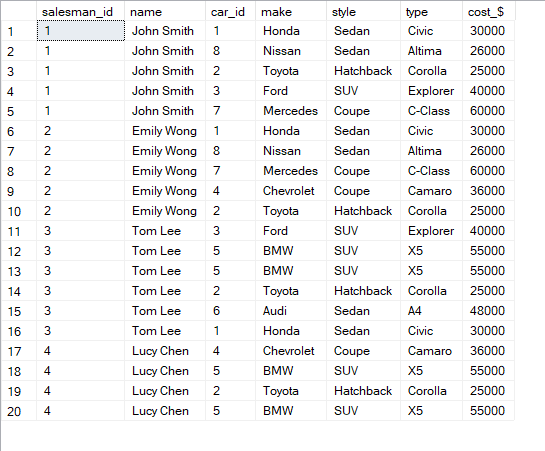 salesman_id name car_id make style type cost_$
1 1 John Smith 1 Honda Sedan Civic 30000
2 1 John Smith 8 Nissan Sedan Altima 26000
3 1 John Smith 2 Toyota Hatchback Corolla 25000
4 1 John Smith 3 Ford SUV Explorer 40000
5 1 John Smith 7 Mercedes Coupe C-Class 60000
6 2 Emily Wong 1 Honda Sedan Civic 30000
7 2 Emily Wong 8 Nissan Sedan Altima 26000
8 2 Emily Wong 7 Mercedes Coupe C-Class 60000
9 2 Emily Wong 4 Chevrolet Coupe Camaro 36000
10 2 Emily Wong 2 Toyota Hatchback Corolla 25000
11 3 Tom Lee 3 Ford SUV Explorer 40000
12 3 Tom Lee 5 BMW SUV X5 55000
13 3 Tom Lee 5 BMW SUV X5 55000
14 3 Tom Lee 2 Toyota Hatchback Corolla 25000
15 3 Tom Lee 6 Audi Sedan A4 48000
16 3 Tom Lee 1 Honda Sedan Civic 30000
17 4 Lucy Chen 4 Chevrolet Coupe Camaro 36000
18 4 Lucy Chen 5 BMW SUV X5 55000
19 4 Lucy Chen 2 Toyota Hatchback Corolla 25000
20 4 Lucy Chen 5 BMW SUV X5 55000